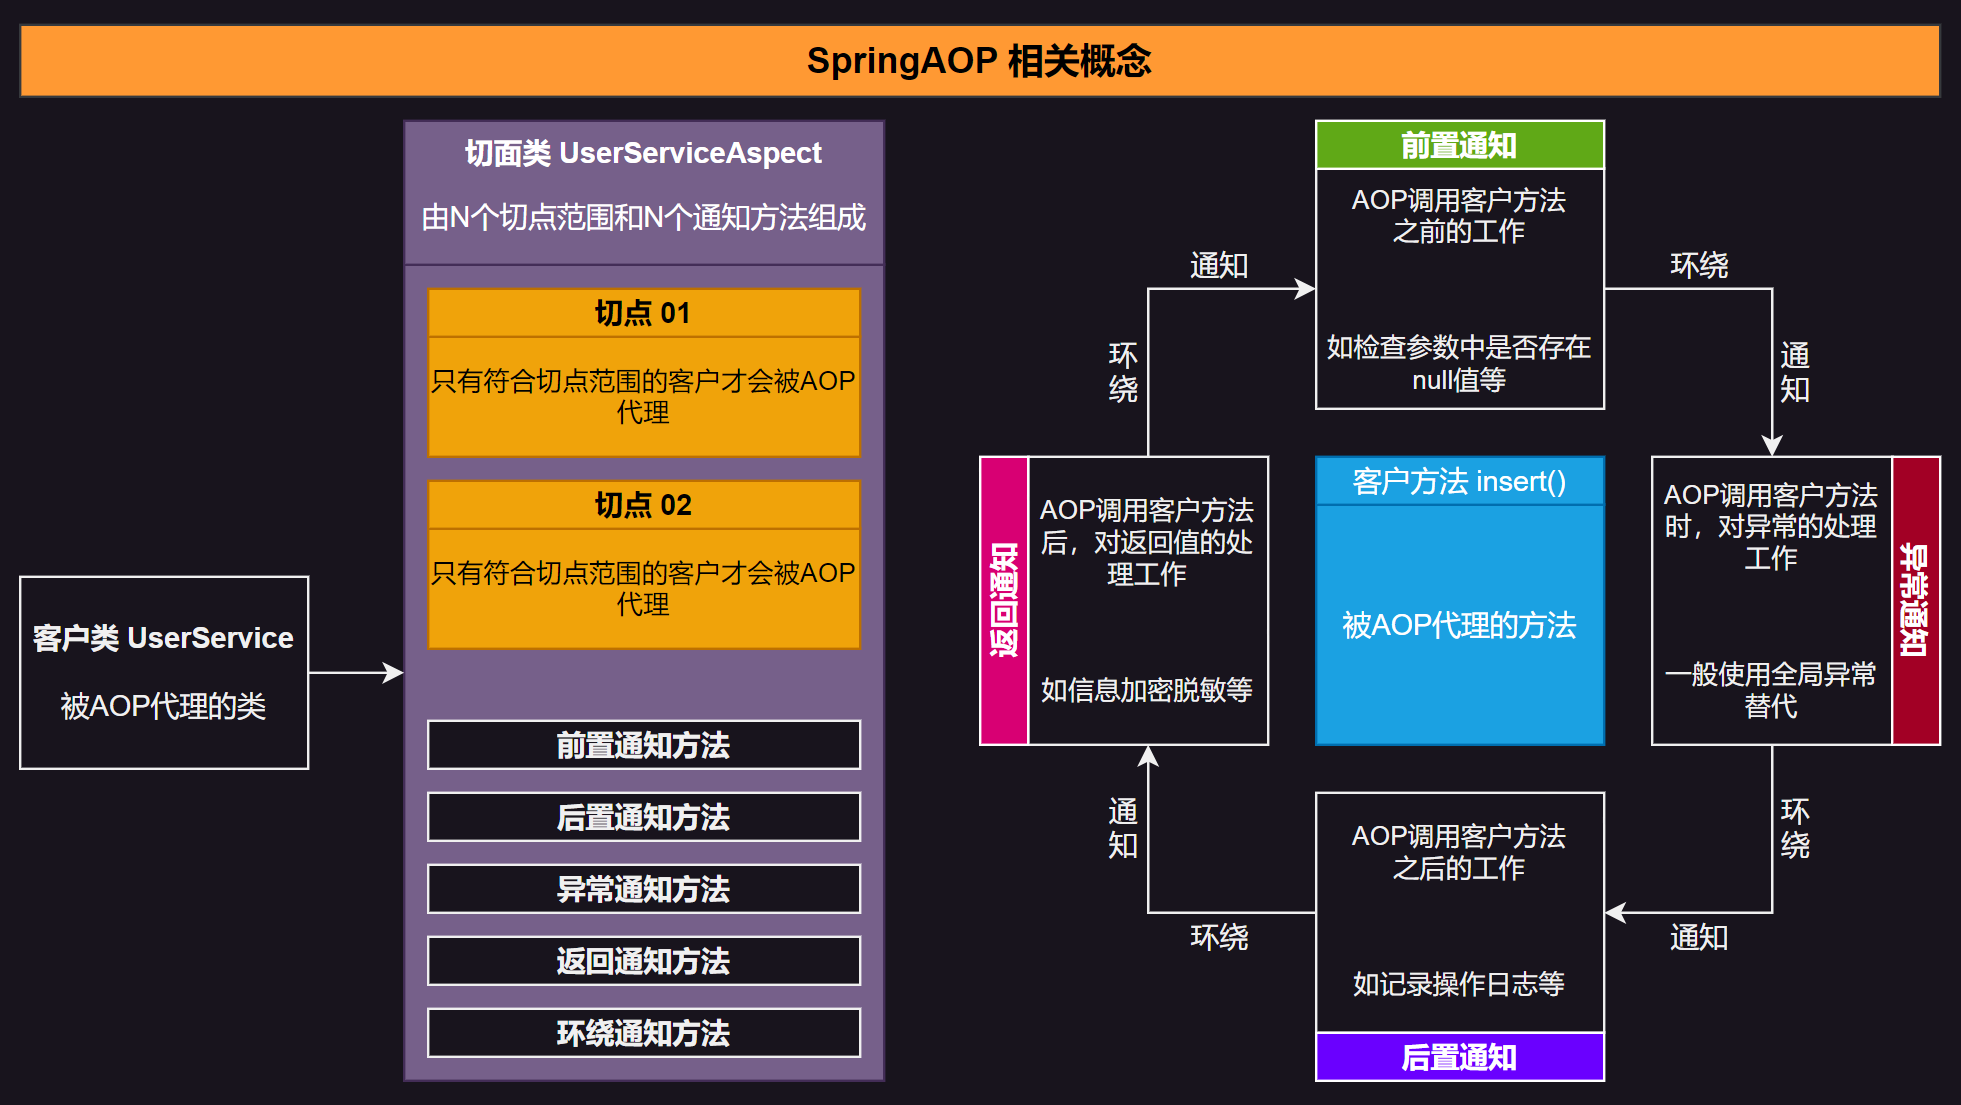 SpringAOP 相关概念
客户类 UserService
被AOP代理的类
切面类 UserServiceAspect
由N个切点范围和N个通知方法组成
切点 01
只有符合切点范围的客户才会被AOP
代理
切点 02
只有符合切点范围的客户才会被AOP
代理
前置通知方法
后置通知方法
异常通知方法
返回通知方法
环绕通知方法
前置通知
AOP调用客户方法
之前的工作
如检查参数中是否存在
null值等
环绕
通知
异常通知
AOP调用客户方法
时，对异常的处理
工作
一般使用全局异常
替代
环绕
通知
后置通知
AOP调用客户方法
之后的工作
如记录操作日志等
环绕
通知
返回通知
AOP调用客户方法
后，对返回值的处
理工作
如信息加密脱敏等
环绕
通知
客户方法 insert()
被AOP代理的方法